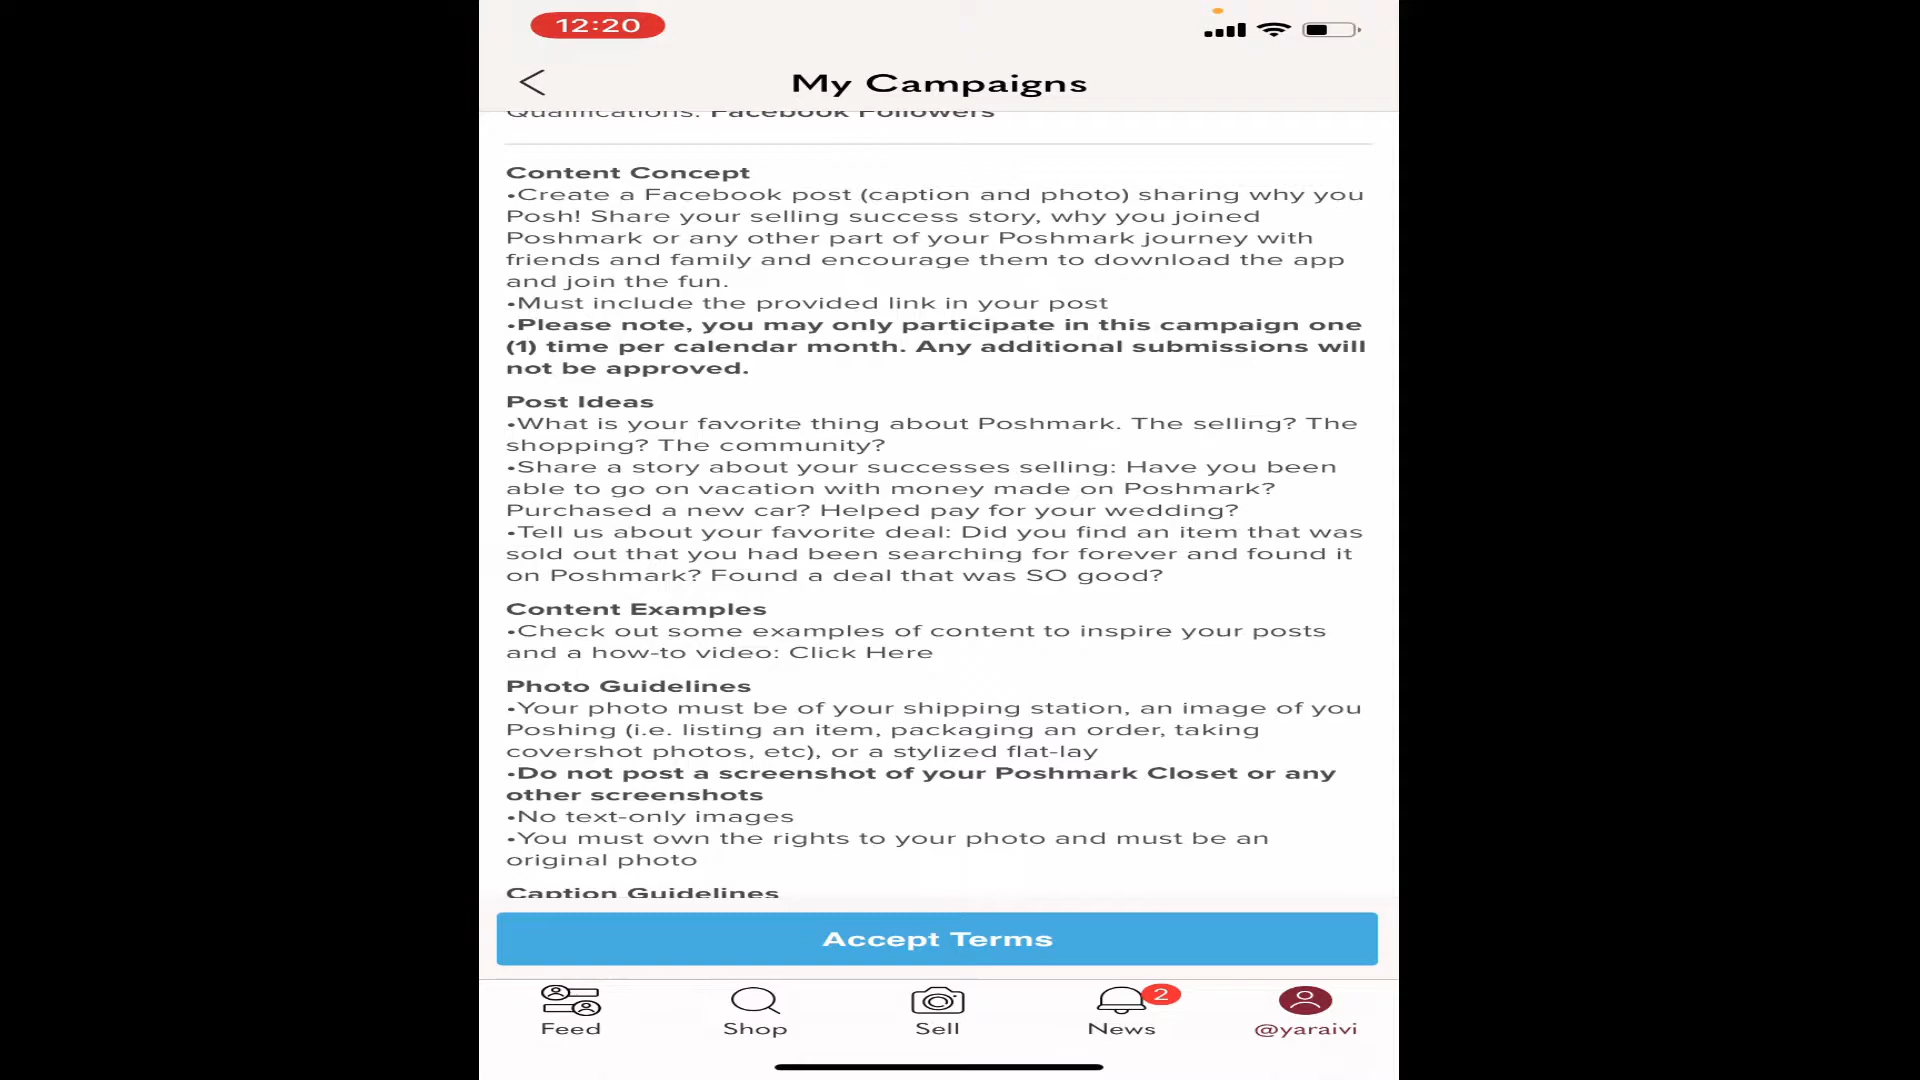 12:20
My Campaigns
Qualifications: Facebook Followers
Content Concept
•Create a Facebook post (caption and photo) sharing why you
Posh! Share your selling success story, why you joined
Poshmark or any other part of your Poshmark journey with
friends and family and encourage them to download the app
and join the fun.
•Must include the provided link in your post
•Please note, you may only participate in this campaign one
(1) time per calendar month. Any additional submissions will
not be approved.
Post Ideas
•What is your favorite thing about Poshmark. The selling? The
shopping? The community?
•Share a story about your successes selling: Have you been
able to go on vacation with money made on Poshmark?
Purchased a new car? Helped pay for your wedding?
•Tell us about your favorite deal: Did you find an item that was
sold out that you had been searching for forever and found it
on Poshmark? Found a deal that was SO good?
Content Examples
•Check out some examples of content to inspire your posts
and a how-to video: Click Here
Photo Guidelines
•Your photo must be of your shipping station, an image of you
Poshing (i.e. listing an item, packaging an order, taking
covershot photos, etc), or a stylized flat-lay
•Do not post a screenshot of your Poshmark Closet or any
other screenshots
•No text-only images
•You must own the rights to your photo and must be an
original photo
Caption Guidelines
Accept Terms
2
Feed Shop Sell News @yaraivi